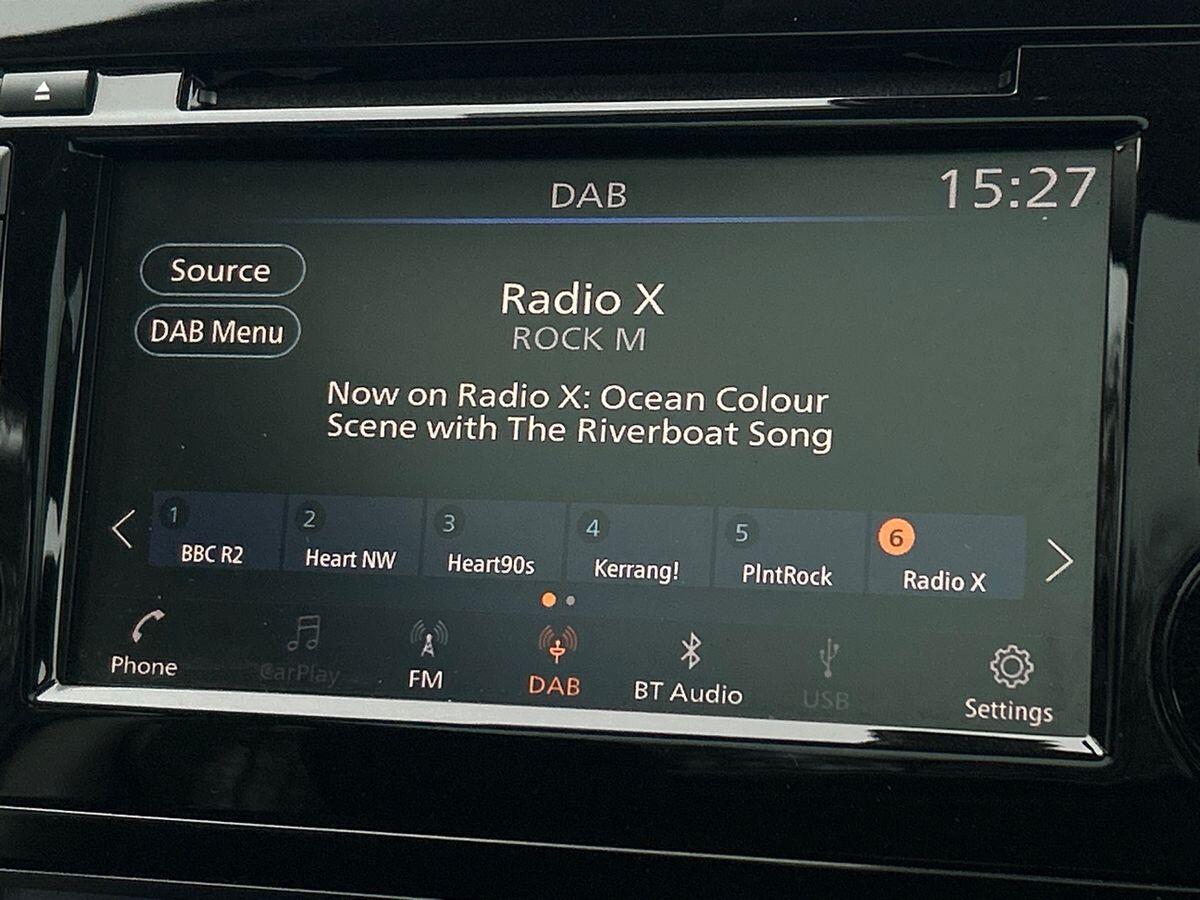 DAB
15:27
Source
DAB Menu
Radio X
ROCK M
Now on Radio X: Ocean Colour
Scene with The Riverboat Song
1 BBC R2
2 Heart NW
3 Heart90s
4 Kerrang!
5 PlntRock
6 Radio X
Phone
CarPlay
FM
DAB
BT Audio
USB
Settings